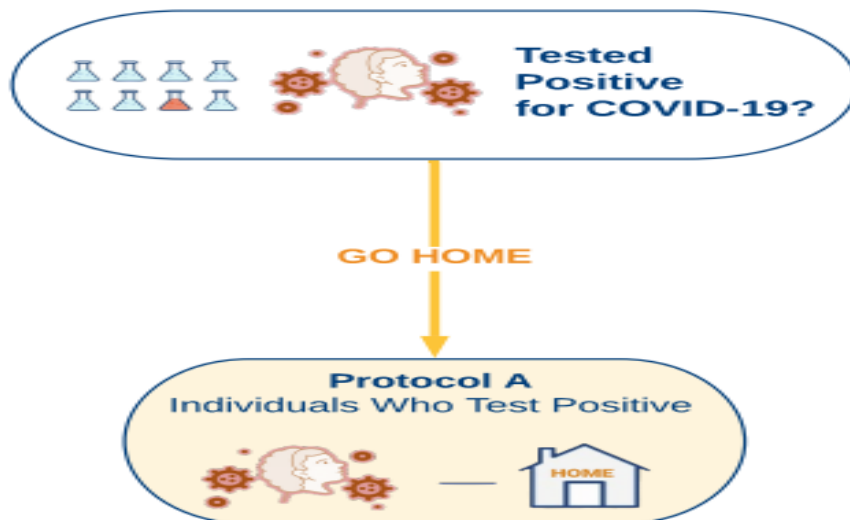 Tested
Positive
for COVID-19?
GO HOME
Protocol A
Individuals Who Test Positive
HOME